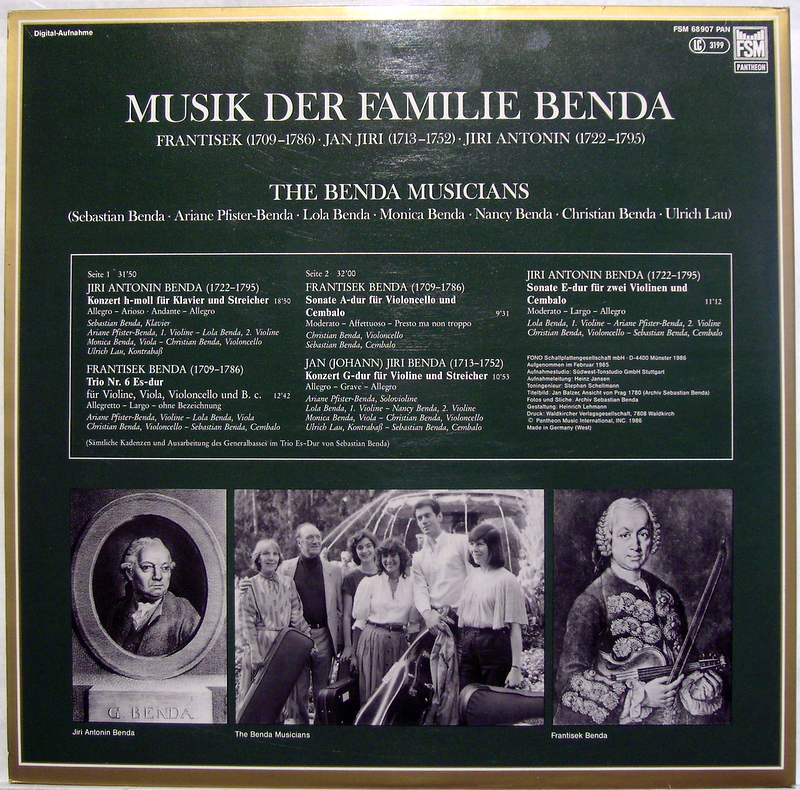 Digital-Aufnahme
FSM 68907 PAN
LC 3199
FSM
PANTHEON
MUSIK DER FAMILIE BENDA
FRANTISEK (1709–1786) · JAN JIRI (1713–1752) · JIRI ANTONIN (1722–1795)
THE BENDA MUSICIANS
(Sebastian Benda · Ariane Pfister-Benda · Lola Benda · Monica Benda · Nancy Benda · Christian Benda · Ulrich Lau)
Seite 1 31'50
JIRI ANTONIN BENDA (1722–1795)
Konzert h-moll für Klavier und Streicher 18'50
Allegro – Arioso · Andante – Allegro
Sebastian Benda, Klavier
Ariane Pfister-Benda, 1. Violine – Lola Benda, 2. Violine
Monica Benda, Viola – Christian Benda, Violoncello
Ulrich Lau, Kontrabaß
FRANTISEK BENDA (1709–1786)
Trio Nr. 6 Es-dur
für Violine, Viola, Violoncello und B. c. 12'42
Allegretto – Largo – ohne Bezeichnung
Ariane Pfister-Benda, Violine – Lola Benda, Viola
Christian Benda, Violoncello – Sebastian Benda, Cembalo
(Sämtliche Kadenzen und Ausarbeitung des Generalbasses im Trio Es-Dur von Sebastian Benda)
Seite 2 32'00
FRANTISEK BENDA (1709–1786)
Sonate A-dur für Violoncello und
Cembalo 9'31
Moderato – Affettuoso – Presto ma non troppo
Christian Benda, Violoncello
Sebastian Benda, Cembalo
JAN (JOHANN) JIRI BENDA (1713–1752)
Konzert G-dur für Violine und Streicher 10'53
Allegro – Grave – Allegro
Ariane Pfister-Benda, Solovioline
Lola Benda, 1. Violine – Nancy Benda, 2. Violine
Monica Benda, Viola – Christian Benda, Violoncello
Ulrich Lau, Kontrabaß – Sebastian Benda, Cembalo
JIRI ANTONIN BENDA (1722–1795)
Sonate E-dur für zwei Violinen und
Cembalo 11'12
Moderato – Largo – Allegro
Lola Benda, 1. Violine – Ariane Pfister-Benda, 2. Violine
Christian Benda, Violoncello – Sebastian Benda, Cembalo
FONO Schallplattengesellschaft mbH · D-4400 Münster 1986
Aufgenommen im Februar 1985
Aufnahmestudio: Südwest-Tonstudio GmbH Stuttgart
Aufnahmeleitung: Heinz Jansen
Toningenieur: Stephan Schellmann
Titelbild: Jan Balzer, Ansicht von Prag 1780 (Archiv Sebastian Benda)
Fotos und Stiche: Archiv Sebastian Benda
Gestaltung: Heinrich Lehmann
Druck: Waldkircher Verlagsgesellschaft, 7808 Waldkirch
℗ Pantheon Music International, INC. 1986
Made in Germany (West)
G BENDA
Jiri Antonin Benda
The Benda Musicians
Frantisek Benda